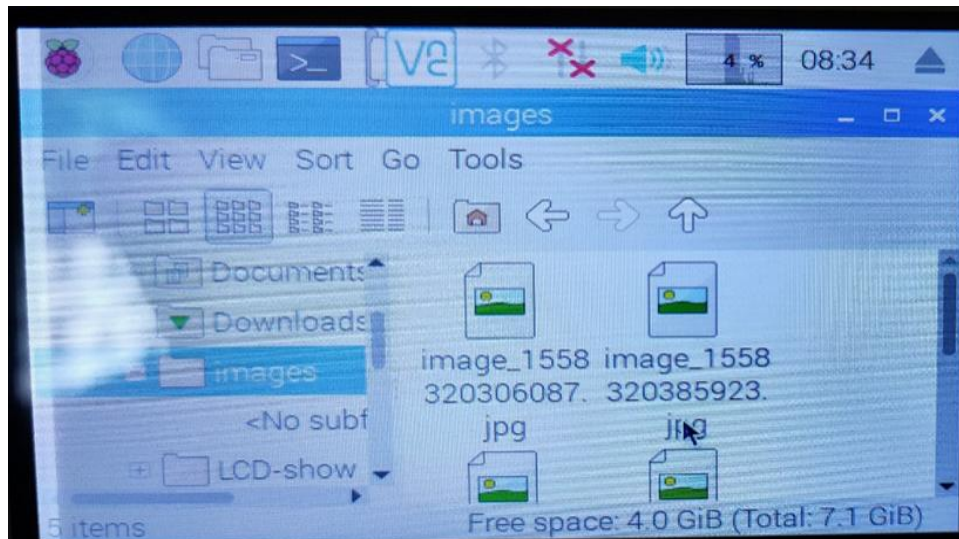 >_ V2 4 % 08:34
images
File Edit View Sort Go Tools
Documents
Downloads
images
<No subf
LCD-show
image_1558 image_1558
320306087. 320385923.
jpg jpg
5 items Free space: 4.0 GiB (Total: 7.1 GiB)